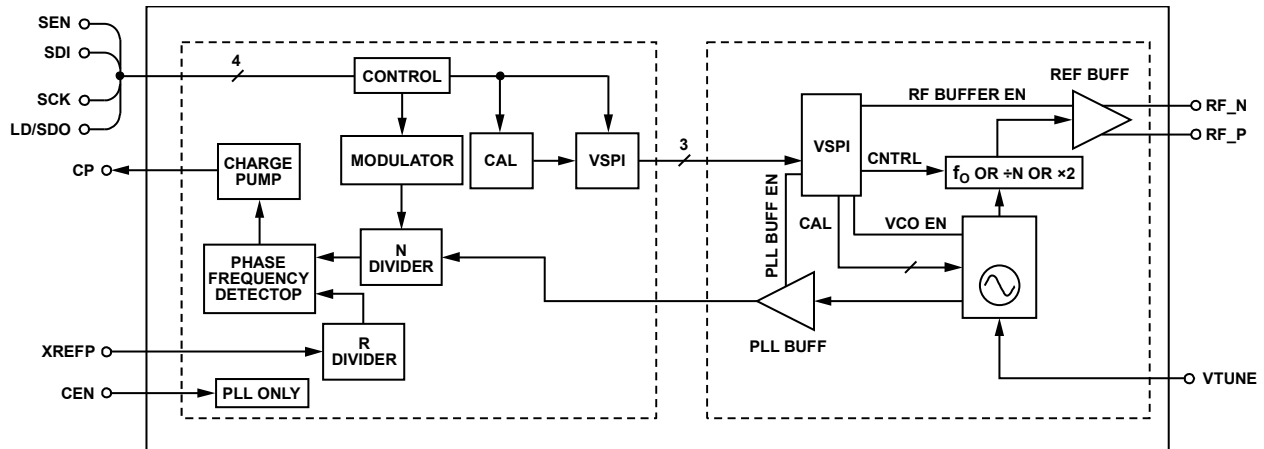 SEN
SDI
SCK
LD/SDO
CP
XREFP
CEN
4
CONTROL
MODULATOR
CAL
VSPI
CHARGE
PUMP
N
DIVIDER
PHASE
FREQUENCY
DETECTOP
R
DIVIDER
PLL ONLY
3
VSPI
RF BUFFER EN
REF BUFF
RF_N
RF_P
CNTRL
fO OR ÷N OR ×2
PLL BUFF EN
CAL
VCO EN
PLL BUFF
VTUNE